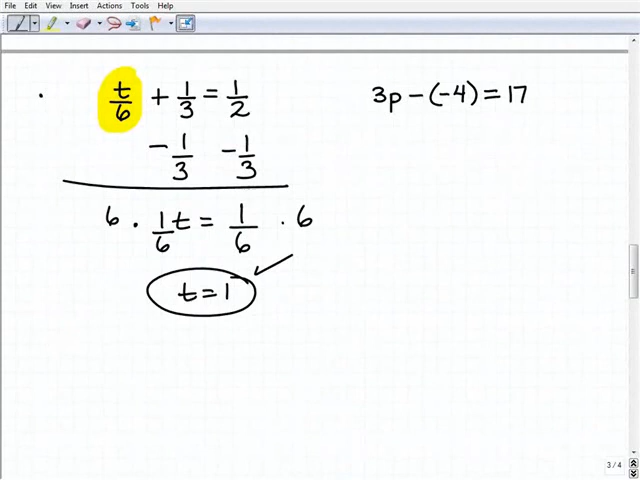 File Edit View Insert Actions Tools Help
t/6 + 1/3 = 1/2
- 1/3 - 1/3
6 · 1/6 t = 1/6 · 6
t = 1
3p - (-4) = 17
3 / 4